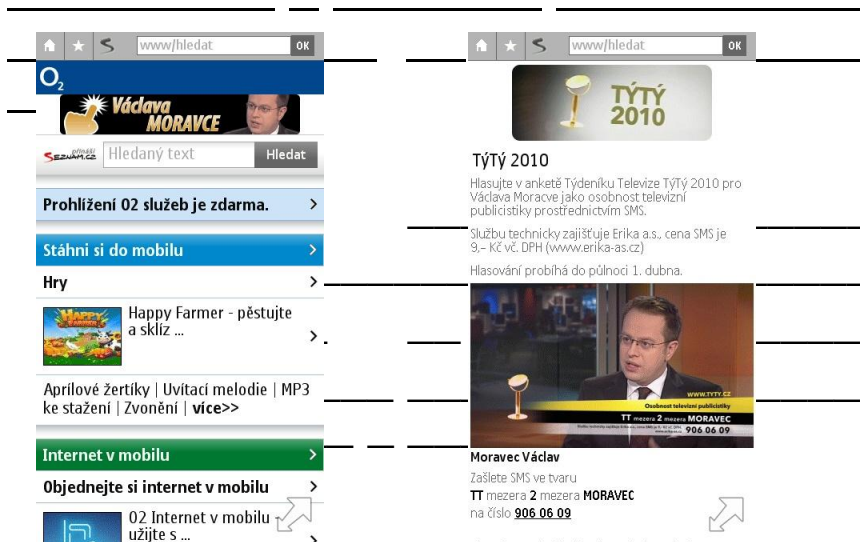 www/hledat
OK
O2
Václava
MORAVCE
přináší
SEZNAM.CZ
Hledaný text
Hledat
Prohlížení O2 služeb je zdarma.
Stáhni si do mobilu
Hry
HAPPY
FARMER
Happy Farmer - pěstujte
a sklíz ...
Aprílové žertíky | Uvítací melodie | MP3
ke stažení | Zvonění | více>>
Internet v mobilu
Objednejte si internet v mobilu
O2 Internet v mobilu -
užijte s ...
www/hledat
OK
TÝTÝ
2010
TýTý 2010
Hlasujte v anketě Týdeníku Televize TýTý 2010 pro
Václava Moracve jako osobnost televizní
publicistiky prostřednictvím SMS.
Službu technicky zajišťuje Erika a.s., cena SMS je
9,– Kč vč. DPH (www.erika-as.cz)
Hlasování probíhá do půlnoci 1. dubna.
WWW.TYTY.CZ
Osobnost televizní publicistiky
TT mezera 2 mezera MORAVEC
906 06 09
Moravec Václav
Zašlete SMS ve tvaru
TT mezera 2 mezera MORAVEC
na číslo 906 06 09